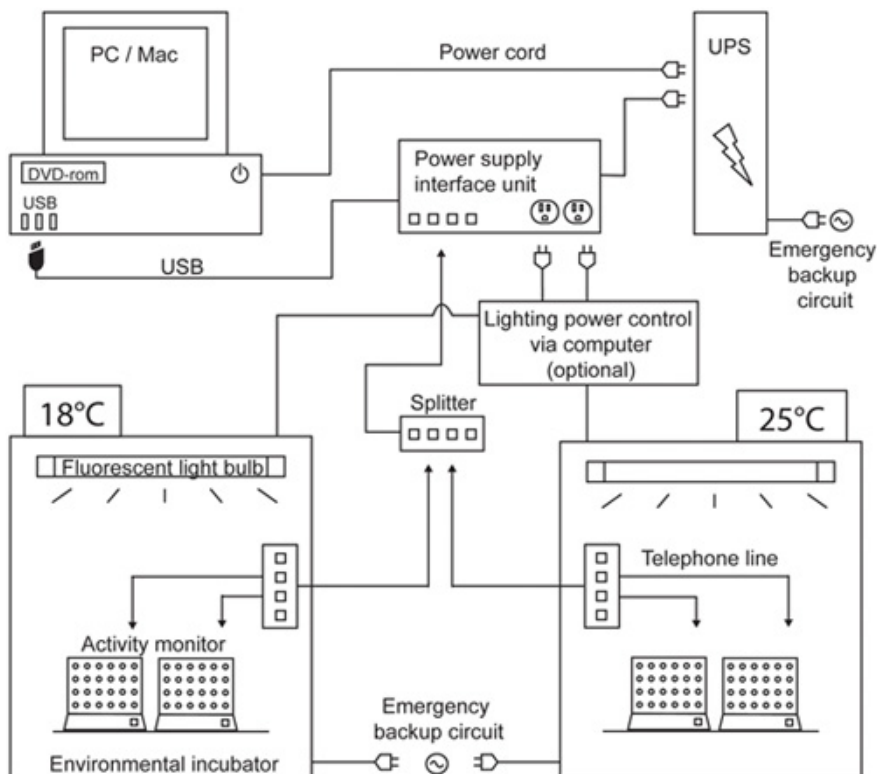 PC / Mac
Power cord
UPS
DVD-rom
USB
Power supply
interface unit
USB
Emergency
backup
circuit
Lighting power control
via computer
(optional)
Splitter
18°C
25°C
Fluorescent light bulb
Telephone line
Activity monitor
Emergency
backup circuit
Environmental incubator